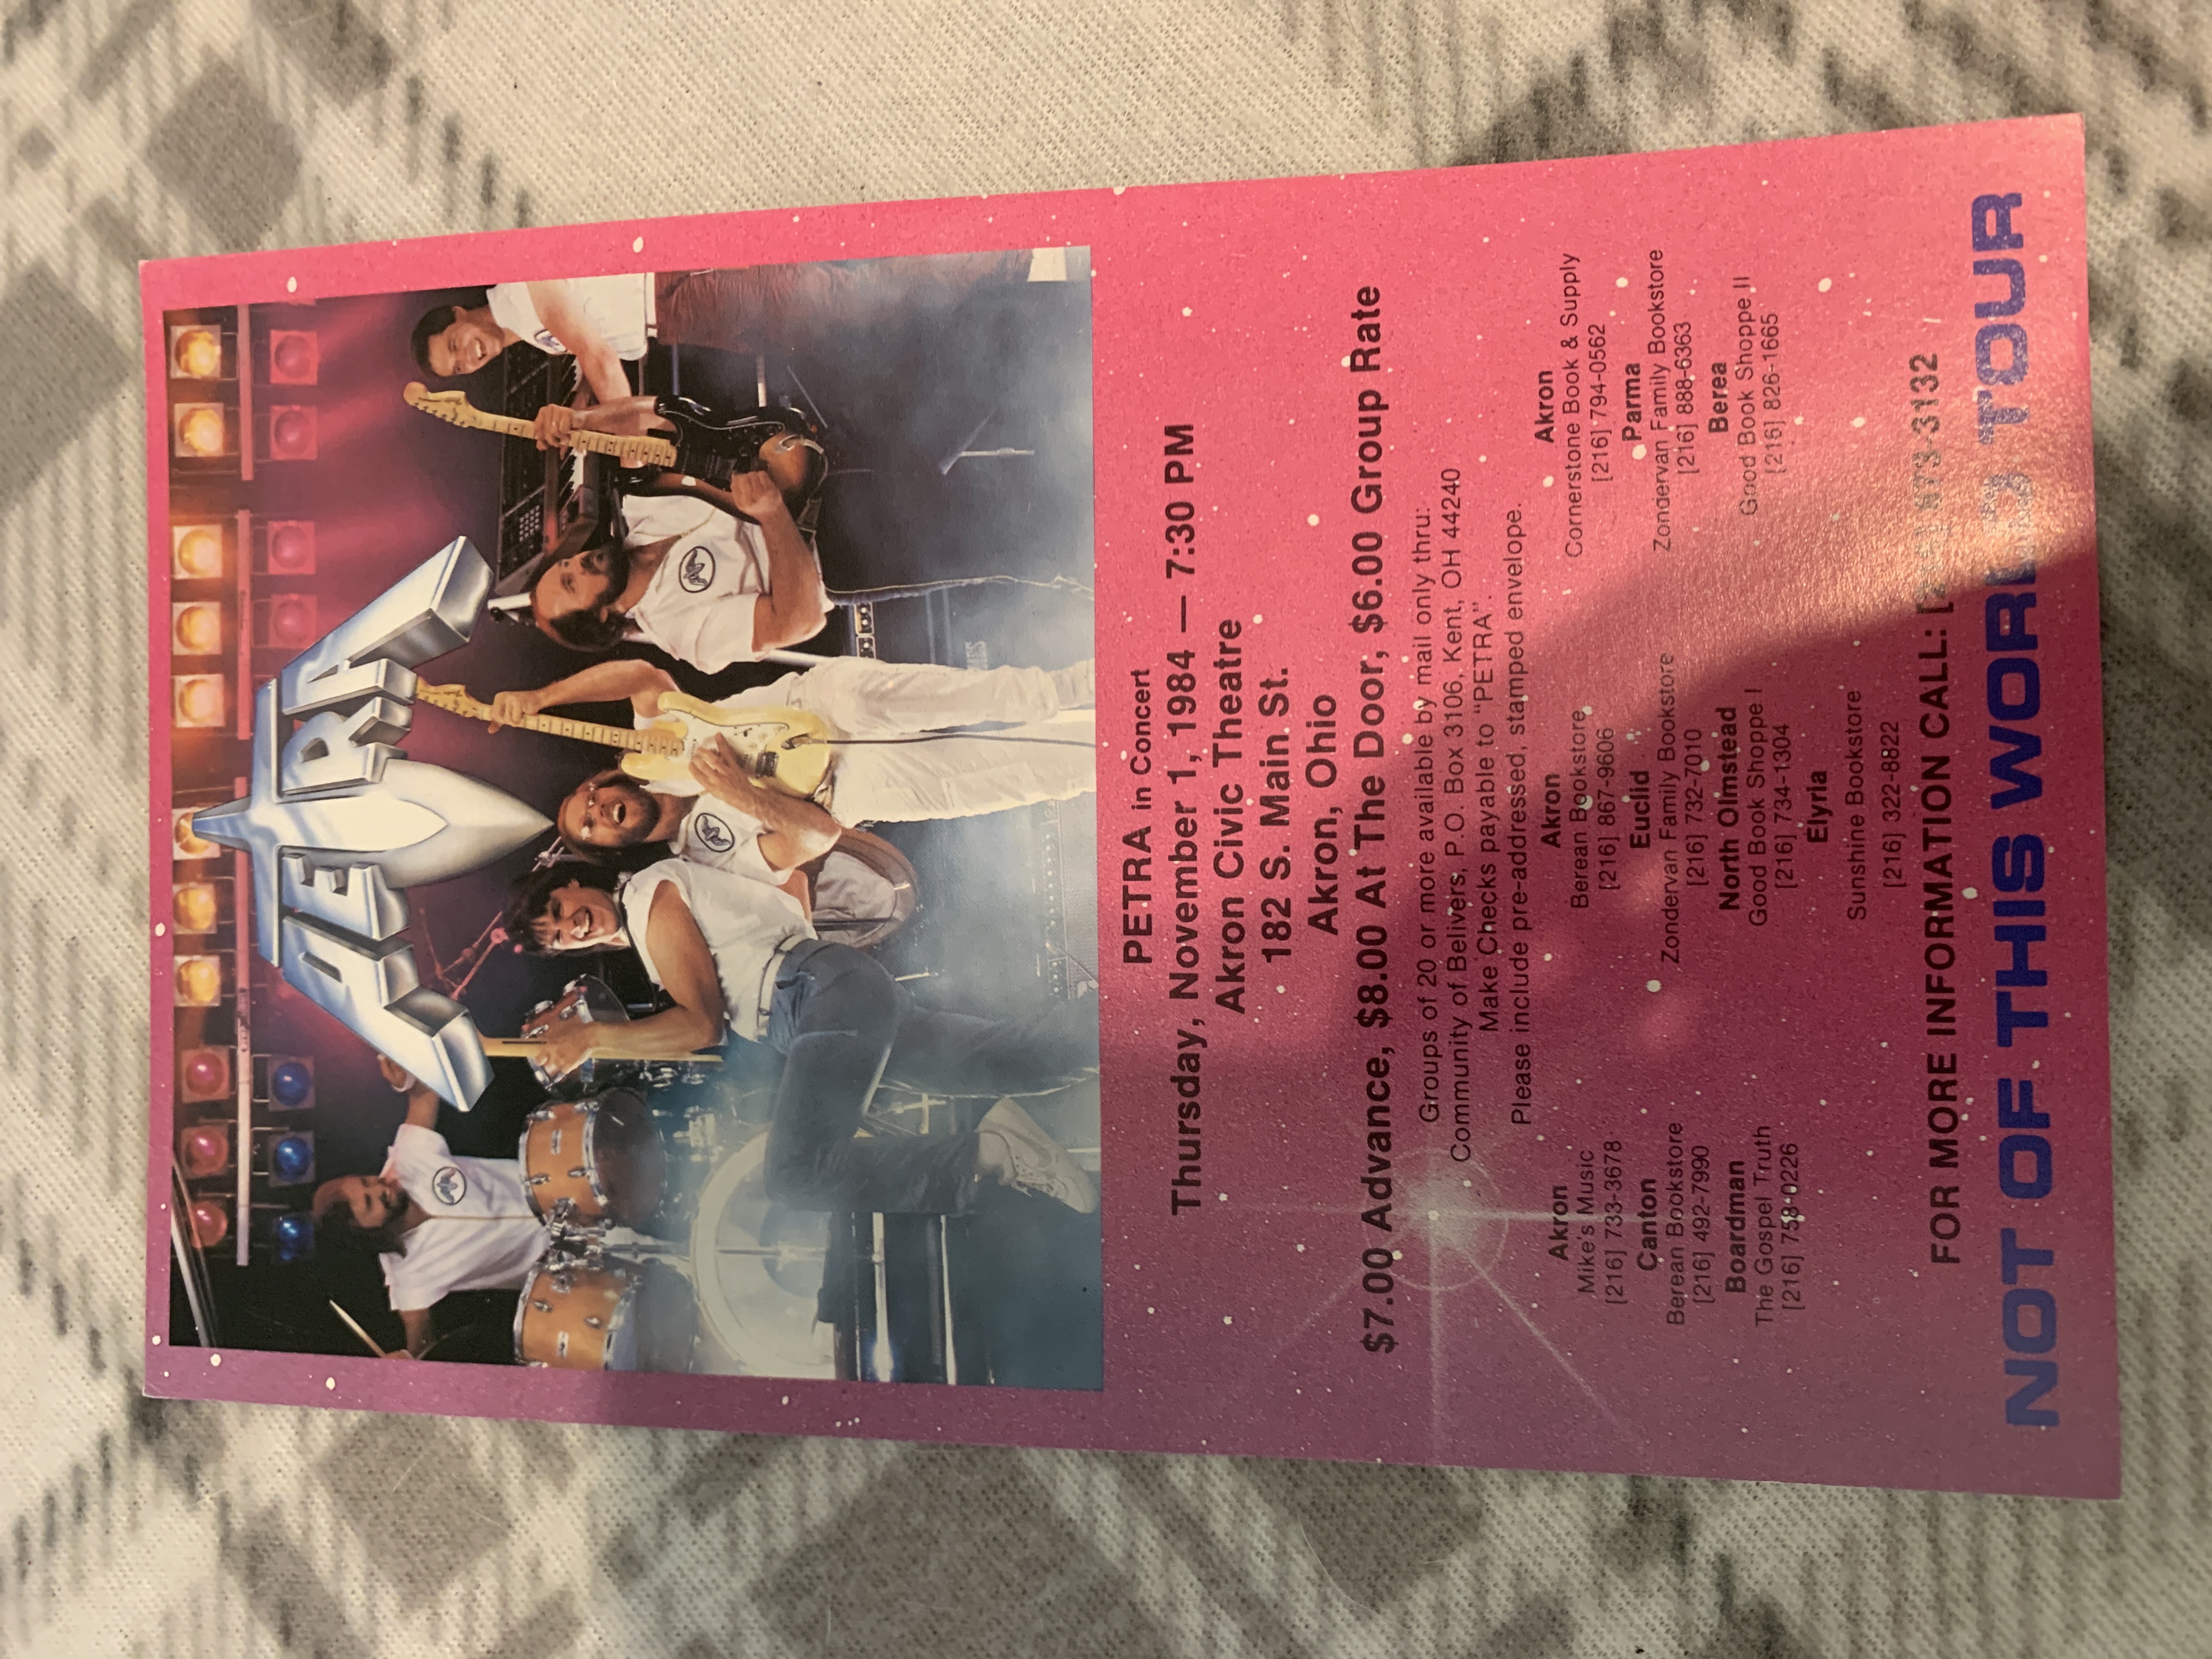 PETRA
PETRA in Concert
Thursday, November 1, 1984 — 7:30 PM
Akron Civic Theatre
182 S. Main St.
Akron, Ohio
$7.00 Advance, $8.00 At The Door, $6.00 Group Rate
Groups of 20 or more available by mail only thru:
Community of Belivers, P.O. Box 3106, Kent, OH 44240
Make Checks payable to "PETRA".
Please include pre-addressed, stamped envelope.
Akron
Mike's Music
[216] 733-3678
Canton
Berean Bookstore
[216] 492-7990
Boardman
The Gospel Truth
[216] 758-0226
Akron
Berean Bookstore
[216] 867-9606
Euclid
Zondervan Family Bookstore
[216] 732-7010
North Olmstead
Good Book Shoppe I
[216] 734-1304
Elyria
Sunshine Bookstore
[216] 322-8822
Akron
Cornerstone Book & Supply
[216] 794-0562
Parma
Zondervan Family Bookstore
[216] 888-6363
Berea
Good Book Shoppe II
[216] 826-1665
FOR MORE INFORMATION CALL:
NOT OF THIS WORLD TOUR